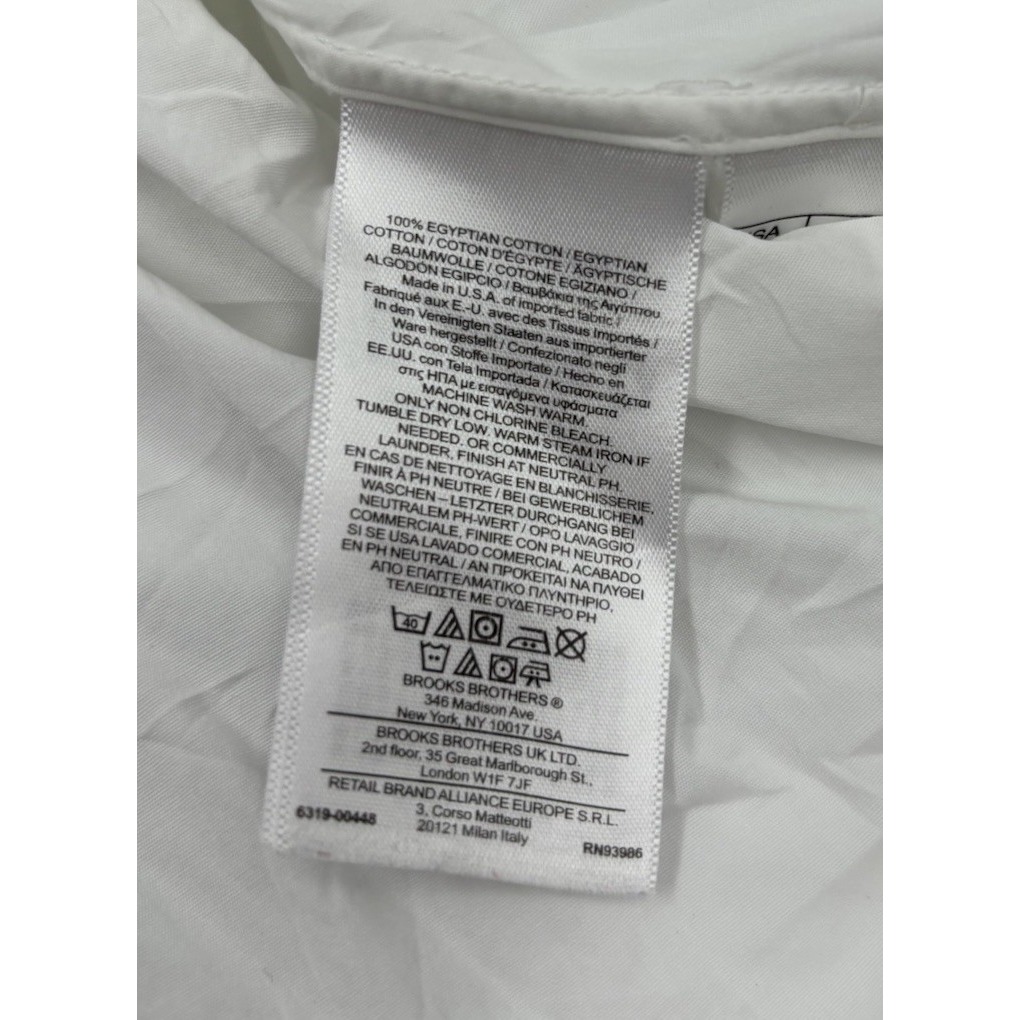 100% EGYPTIAN COTTON / EGYPTIAN
COTTON / COTON D'ÉGYPTE / ÄGYPTISCHE
BAUMWOLLE / COTONE EGIZIANO /
ALGODÓN EGIPCIO / Βαμβάκια της Αιγύπτου
Made in U.S.A. of imported fabric /
Fabriqué aux E.-U. avec des Tissus Importés /
In den Vereinigten Staaten aus importierter
Ware hergestellt / Confezionato negli
USA con Stoffe Importate / Hecho en
EE.UU. con Tela Importada / Κατασκευάζεται
στις ΗΠΑ με εισαγόμενα υφάσματα
MACHINE WASH WARM.
ONLY NON CHLORINE BLEACH.
TUMBLE DRY LOW. WARM STEAM IRON IF
NEEDED. OR COMMERCIALLY
LAUNDER, FINISH AT NEUTRAL PH.
EN CAS DE NETTOYAGE EN BLANCHISSERIE,
FINIR À PH NEUTRE / BEI GEWERBLICHEM
WASCHEN – LETZTER DURCHGANG BEI
NEUTRALEM PH-WERT / OPO LAVAGGIO
COMMERCIALE, FINIRE CON PH NEUTRO /
SI SE USA LAVADO COMERCIAL, ACABADO
EN PH NEUTRAL / ΑΝ ΠΡΟΚΕΙΤΑΙ ΝΑ ΠΛΥΘΕΙ
ΑΠΟ ΕΠΑΓΓΕΛΜΑΤΙΚΟ ΠΛΥΝΤΗΡΙΟ,
ΤΕΛΕΙΩΣΤΕ ΜΕ ΟΥΔΕΤΕΡΟ PH
40
BROOKS BROTHERS ®
346 Madison Ave.
New York, NY 10017 USA
BROOKS BROTHERS UK LTD.
2nd floor, 35 Great Marlborough St.,
London W1F 7JF
RETAIL BRAND ALLIANCE EUROPE S.R.L.
3, Corso Matteotti
20121 Milan Italy
6319-00448
RN93986